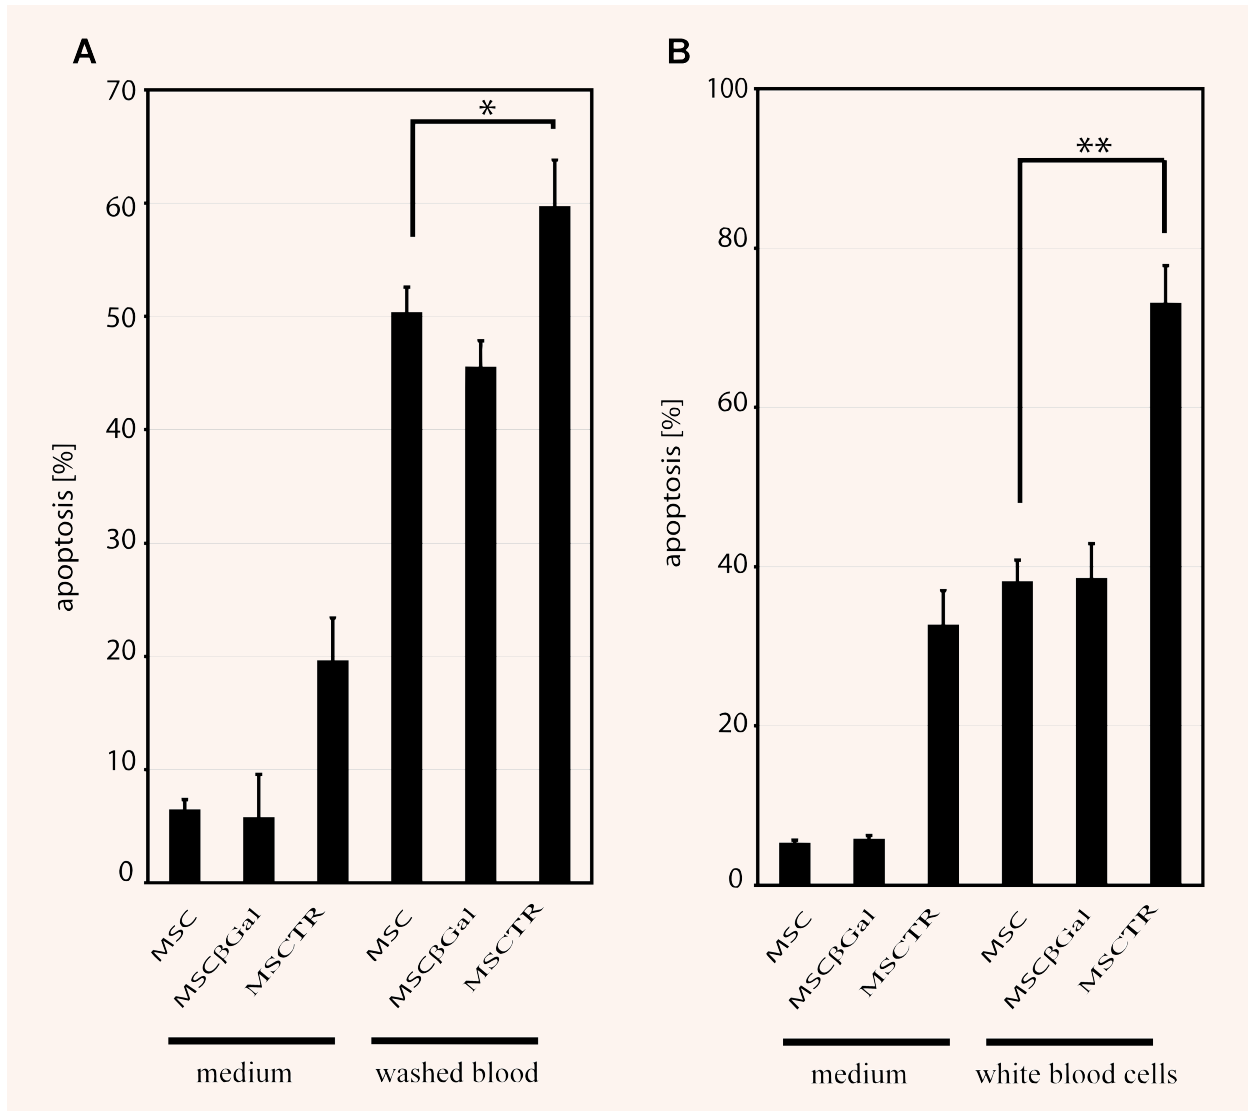 A
70
60
50
40
30
20
10
0
apoptosis [%]
*
MSC
MSCβGal
MSCTR
MSC
MSCβGal
MSCTR
medium
washed blood
B
100
80
60
40
20
0
apoptosis [%]
**
MSC
MSCβGal
MSCTR
MSC
MSCβGal
MSCTR
medium
white blood cells